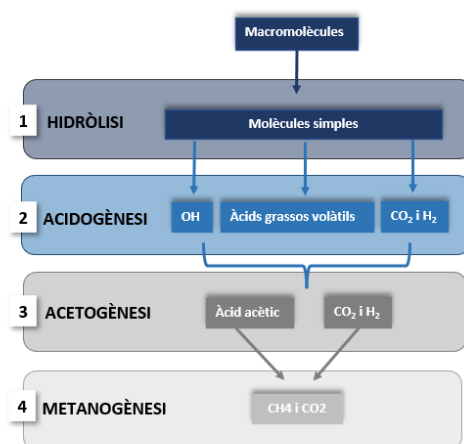 Macromolècules
1 HIDRÒLISI
Molècules simples
2 ACIDOGÈNESI
OH
Àcids grassos volàtils
CO₂ i H₂
3 ACETOGÈNESI
Àcid acètic
CO₂ i H₂
4 METANOGÈNESI
CH4 i CO2